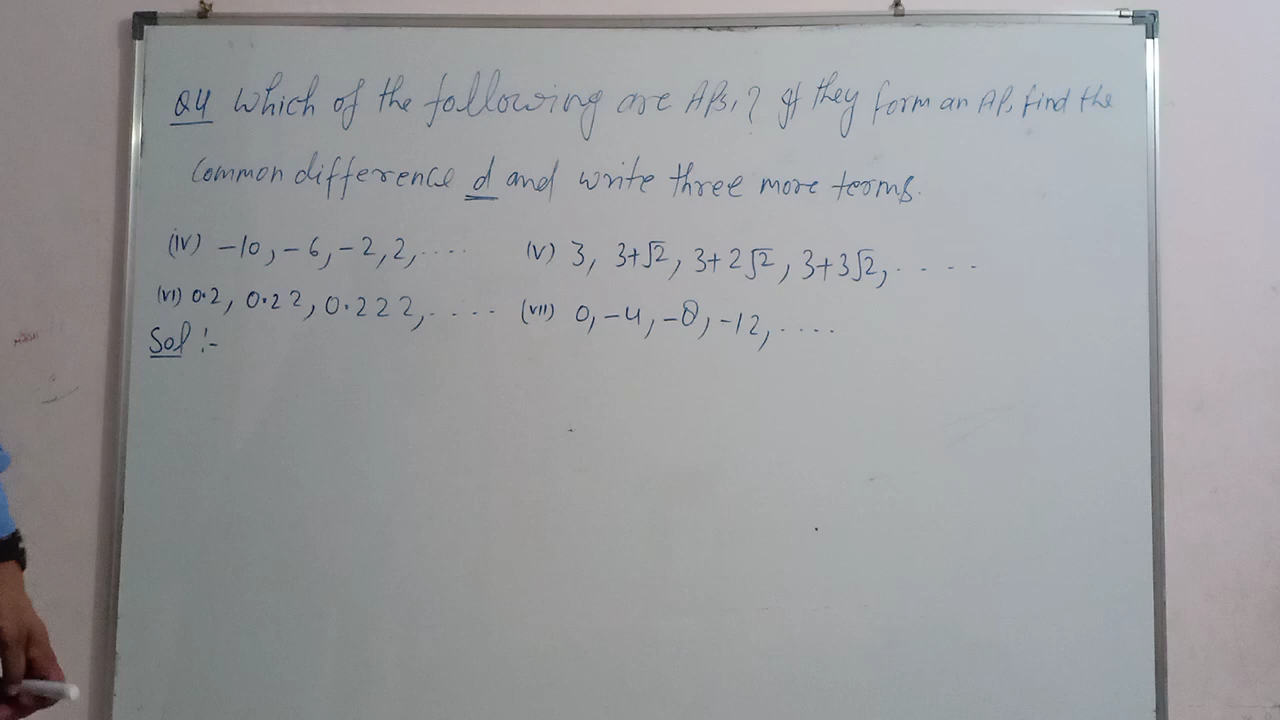 Q4 Which of the following are APs,? If they form an AP, find the
common difference d and write three more terms.
(iv) -10, -6, -2, 2, .... (v) 3, 3+√2, 3+2√2, 3+3√2, .....
(vi) 0.2, 0.22, 0.222, .... (vii) 0, -4, -8, -12, ....
Sol :-